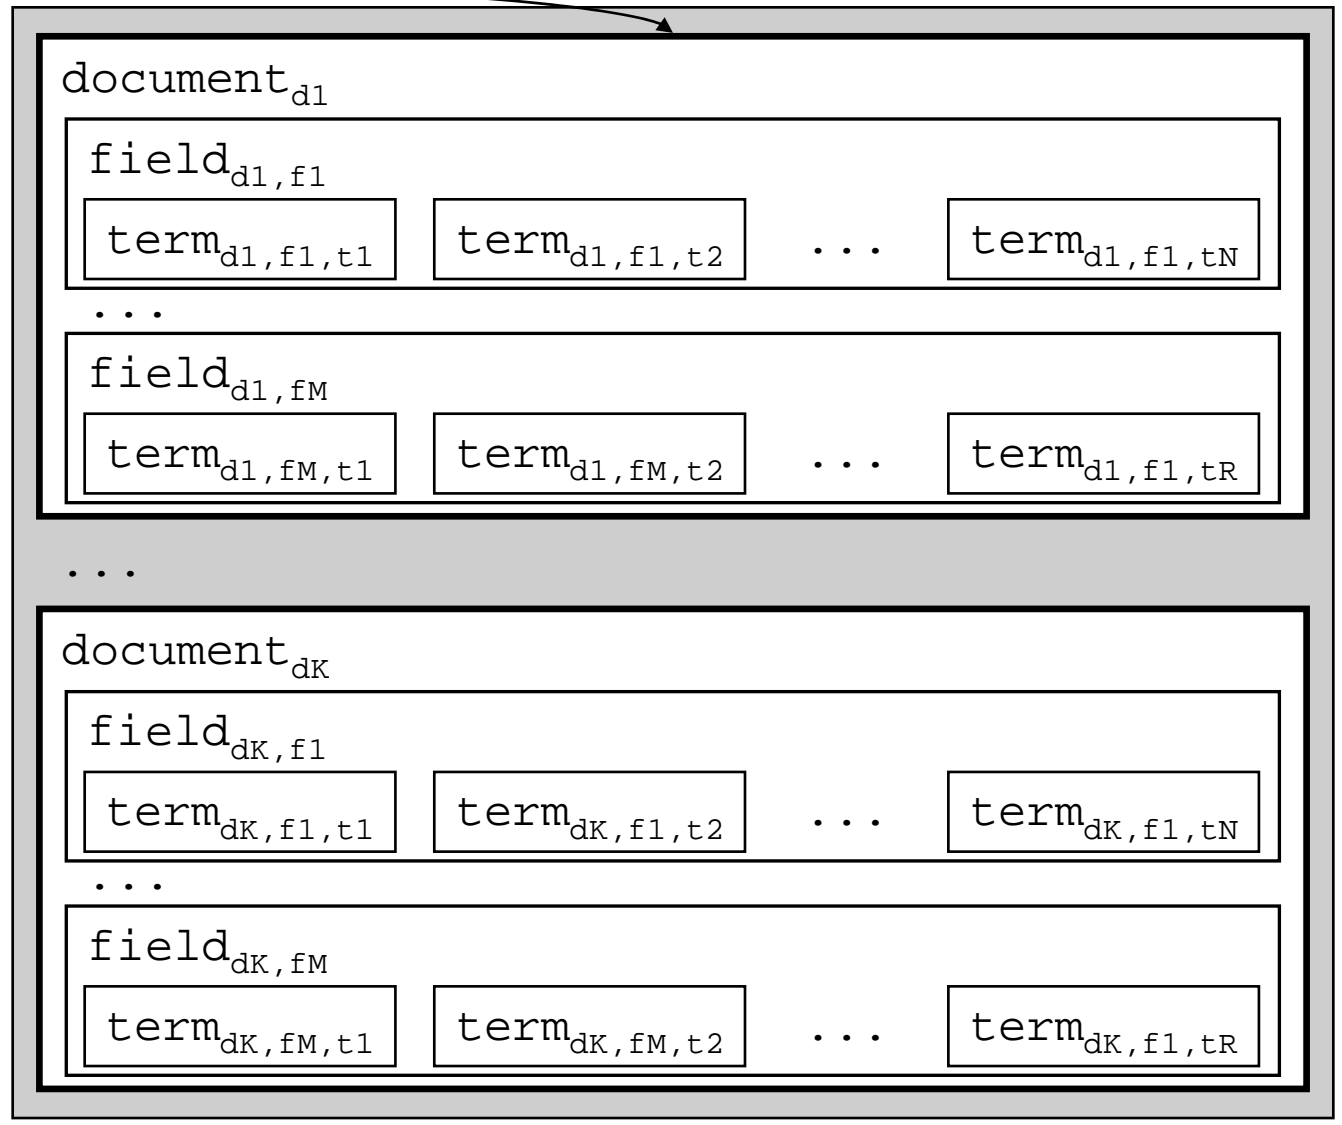 document_d1
field_d1,f1
term_d1,f1,t1 term_d1,f1,t2 ... term_d1,f1,tN
...
field_d1,fM
term_d1,fM,t1 term_d1,fM,t2 ... term_d1,f1,tR
...
document_dK
field_dK,f1
term_dK,f1,t1 term_dK,f1,t2 ... term_dK,f1,tN
...
field_dK,fM
term_dK,fM,t1 term_dK,fM,t2 ... term_dK,f1,tR